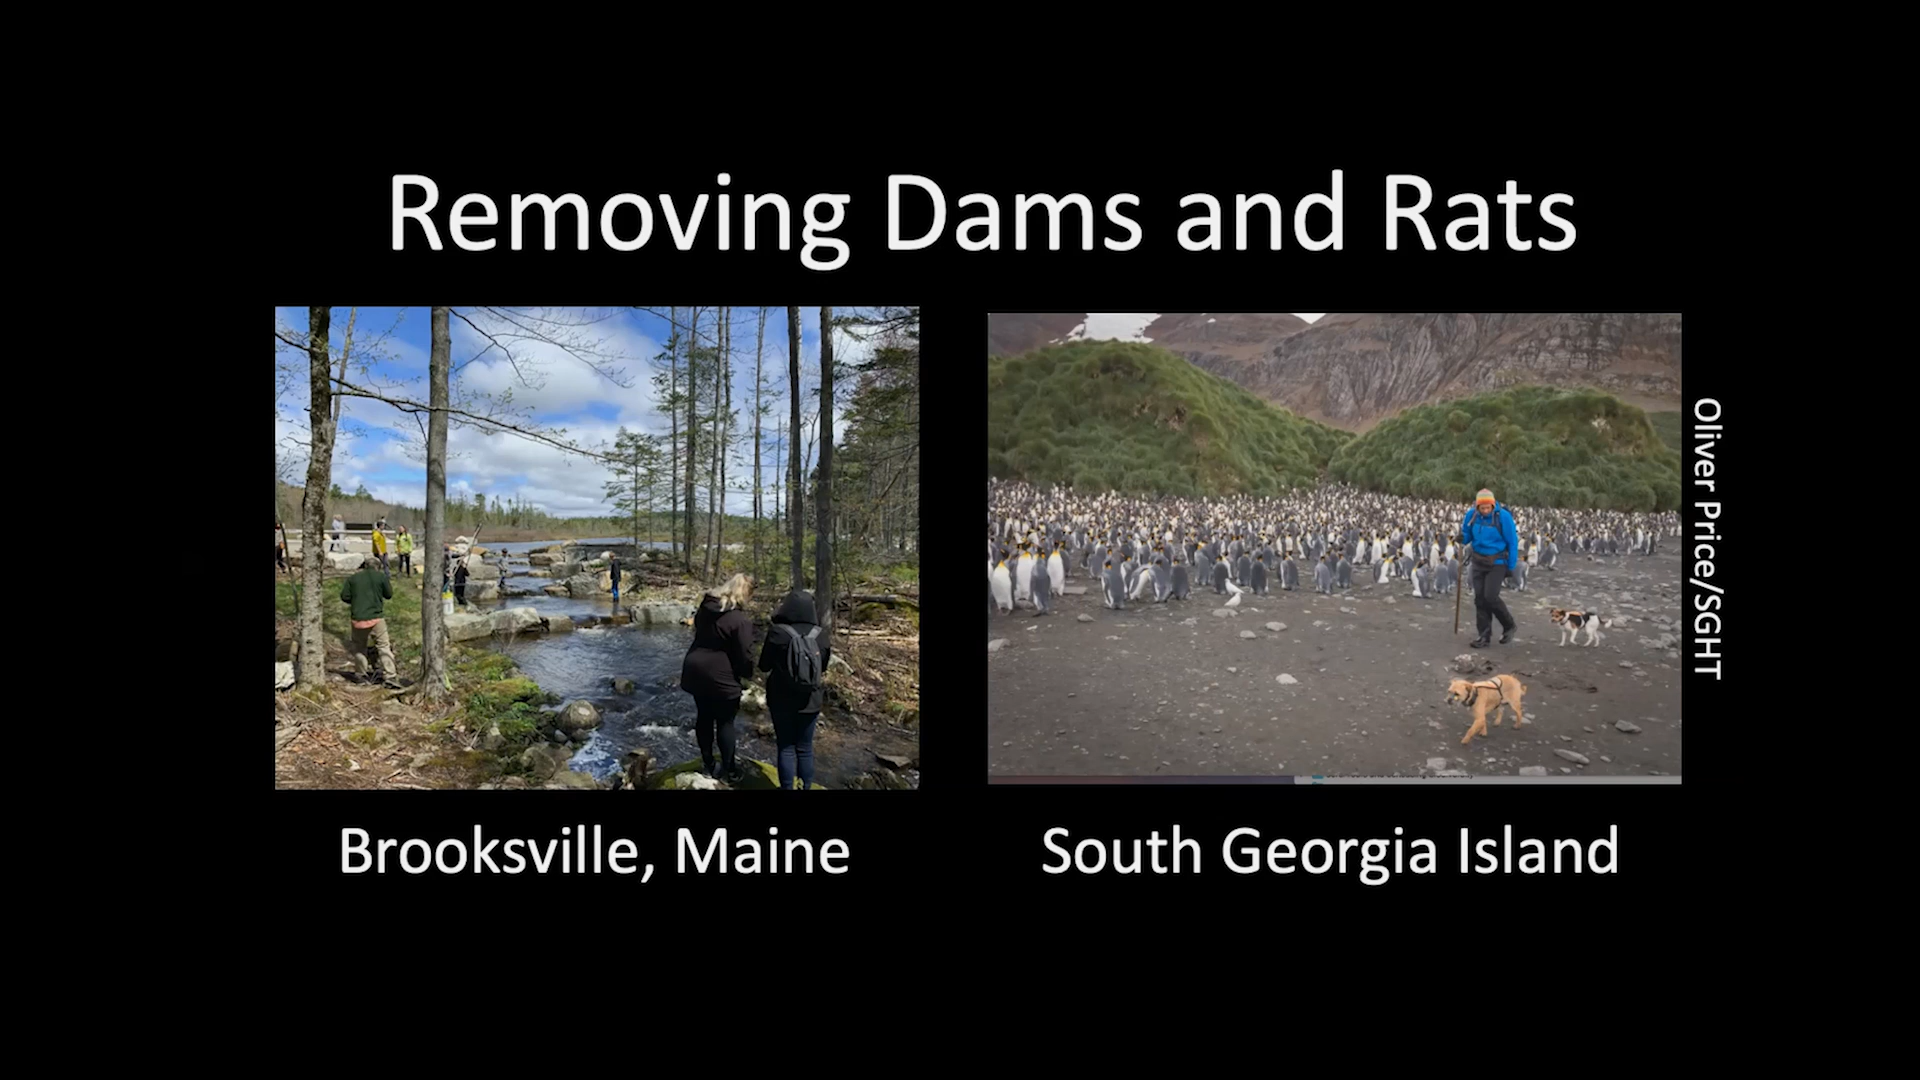 Removing Dams and Rats
Oliver Price/SGHT
Brooksville, Maine
South Georgia Island